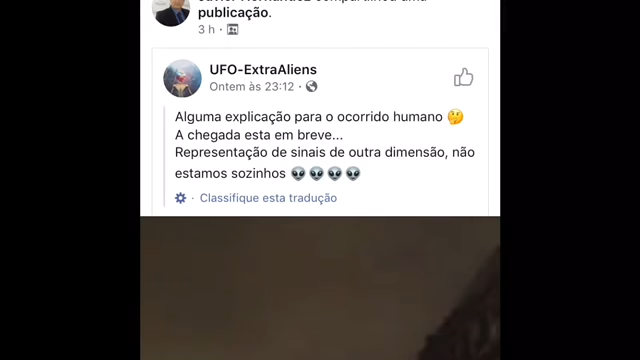 publicação.
3 h ·
UFO-ExtraAliens
Ontem às 23:12 ·
Alguma explicação para o ocorrido humano 🤔
A chegada esta em breve...
Representação de sinais de outra dimensão, não
estamos sozinhos 👽👽👽👽
· Classifique esta tradução